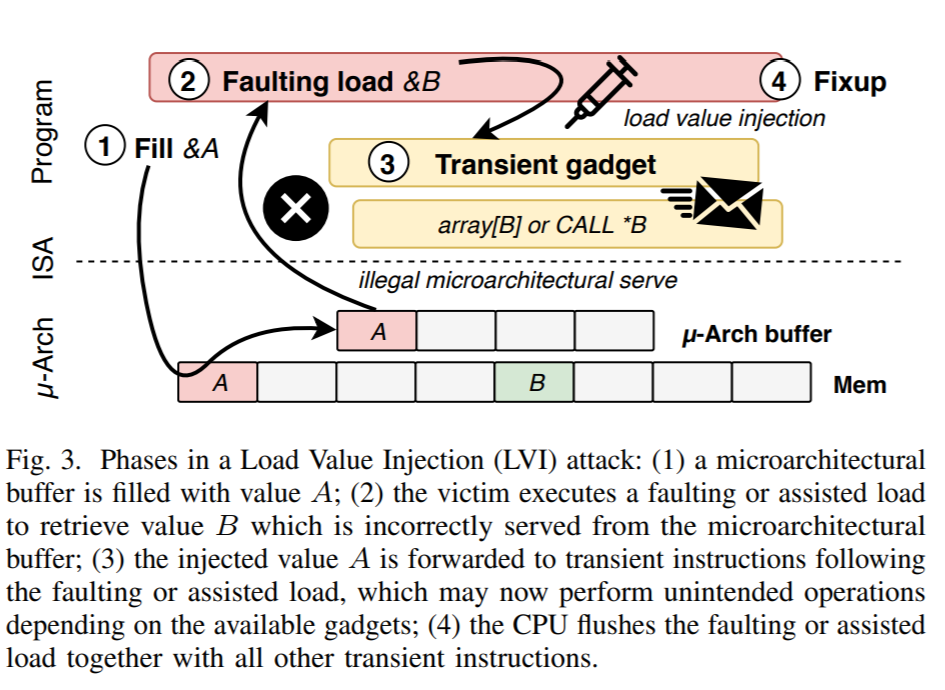 2 Faulting load &B
4 Fixup
load value injection
1 Fill &A
3 Transient gadget
array[B] or CALL *B
Program
ISA
μ-Arch
illegal microarchitectural serve
A
μ-Arch buffer
A
B
Mem
Fig. 3. Phases in a Load Value Injection (LVI) attack: (1) a microarchitectural
buffer is filled with value A; (2) the victim executes a faulting or assisted load
to retrieve value B which is incorrectly served from the microarchitectural
buffer; (3) the injected value A is forwarded to transient instructions following
the faulting or assisted load, which may now perform unintended operations
depending on the available gadgets; (4) the CPU flushes the faulting or assisted
load together with all other transient instructions.